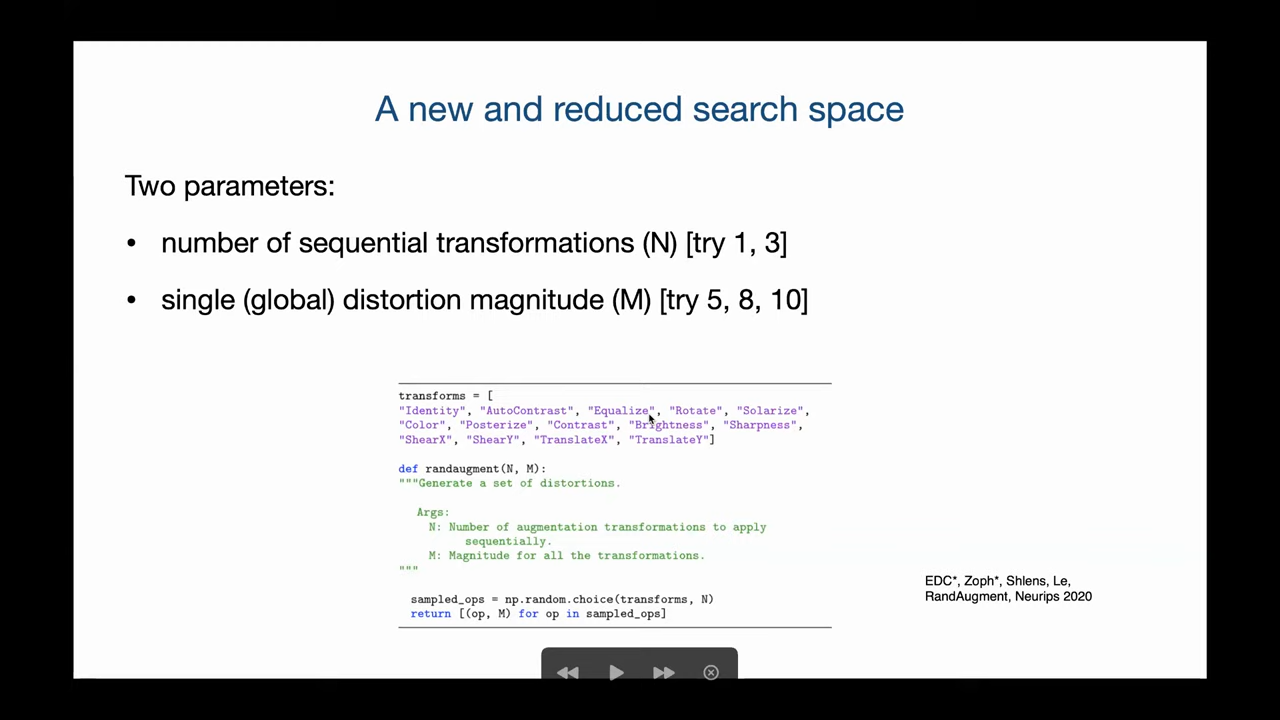 A new and reduced search space
Two parameters:
• number of sequential transformations (N) [try 1, 3]
• single (global) distortion magnitude (M) [try 5, 8, 10]
transforms = [
"Identity", "AutoContrast", "Equalize", "Rotate", "Solarize",
"Color", "Posterize", "Contrast", "Brightness", "Sharpness",
"ShearX", "ShearY", "TranslateX", "TranslateY"]
def randaugment(N, M):
"""Generate a set of distortions.
Args:
N: Number of augmentation transformations to apply
sequentially.
M: Magnitude for all the transformations.
"""
sampled_ops = np.random.choice(transforms, N)
return [(op, M) for op in sampled_ops]
EDC*, Zoph*, Shlens, Le,
RandAugment, Neurips 2020